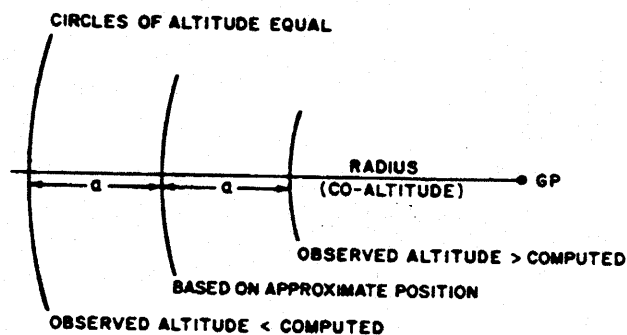 CIRCLES OF ALTITUDE EQUAL
RADIUS
a a (CO-ALTITUDE) GP
OBSERVED ALTITUDE > COMPUTED
BASED ON APPROXIMATE POSITION
OBSERVED ALTITUDE < COMPUTED